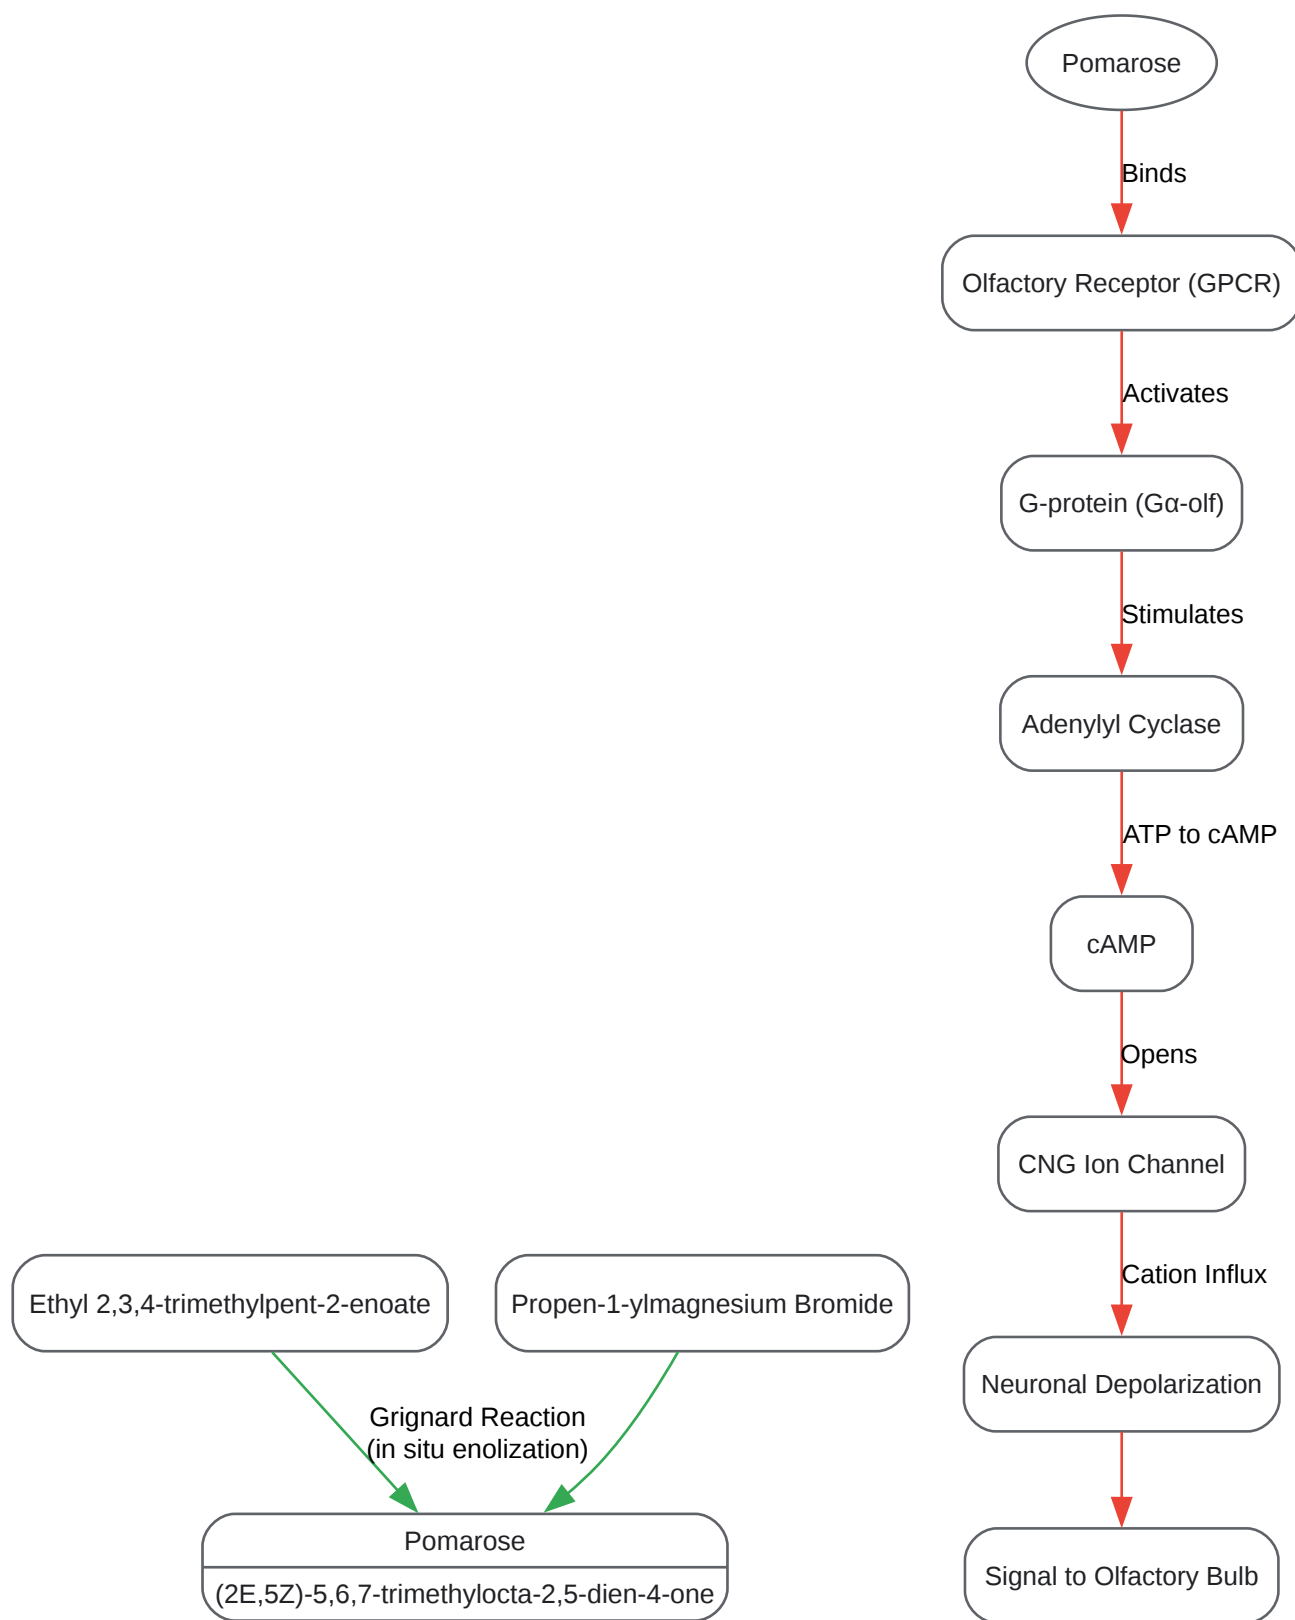 Pomarose
Binds
Olfactory Receptor (GPCR)
Activates
G-protein (Gα-olf)
Stimulates
Adenylyl Cyclase
ATP to cAMP
cAMP
Opens
CNG Ion Channel
Cation Influx
Neuronal Depolarization
Signal to Olfactory Bulb
Ethyl 2,3,4-trimethylpent-2-enoate
Propen-1-ylmagnesium Bromide
Grignard Reaction
(in situ enolization)
Pomarose
(2E,5Z)-5,6,7-trimethylocta-2,5-dien-4-one